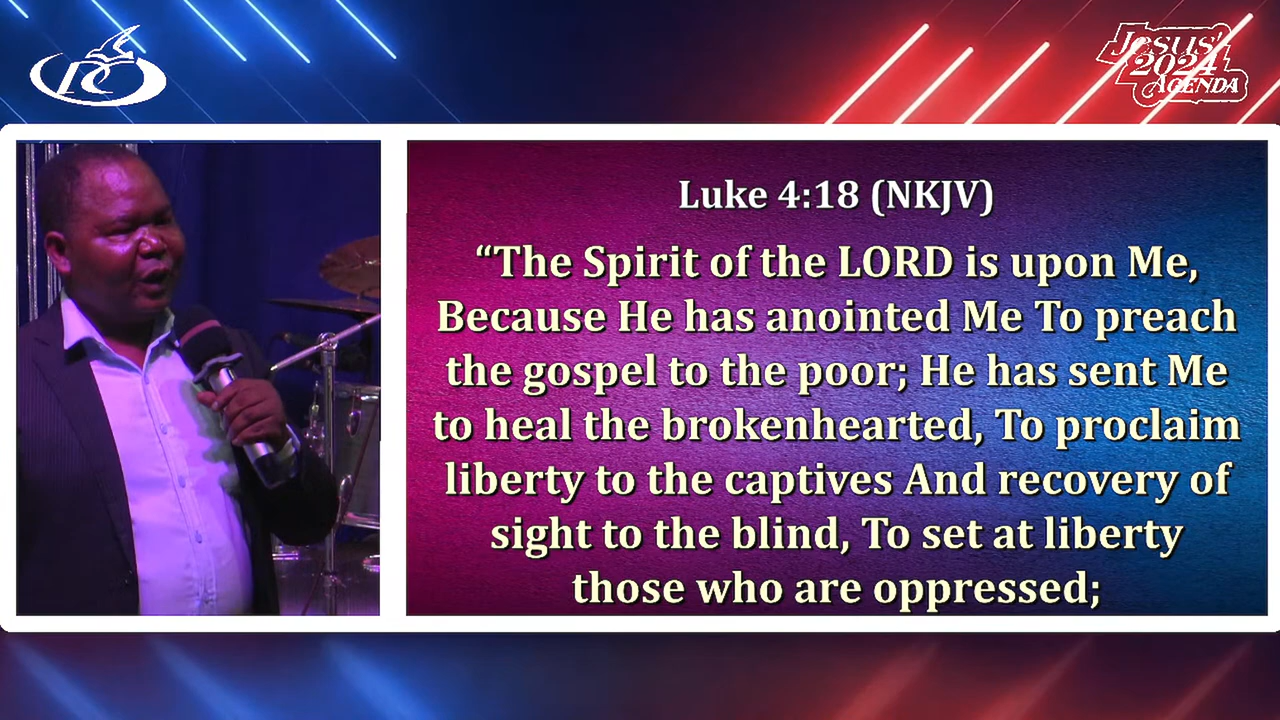 JESUS'
2024
AGENDA
Luke 4:18 (NKJV)
“The Spirit of the LORD is upon Me,
Because He has anointed Me To preach
the gospel to the poor; He has sent Me
to heal the brokenhearted, To proclaim
liberty to the captives And recovery of
sight to the blind, To set at liberty
those who are oppressed;